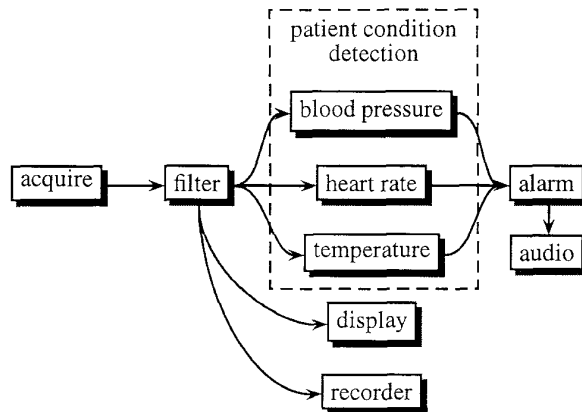 patient condition
detection
blood pressure
acquire
filter
heart rate
alarm
temperature
audio
display
recorder